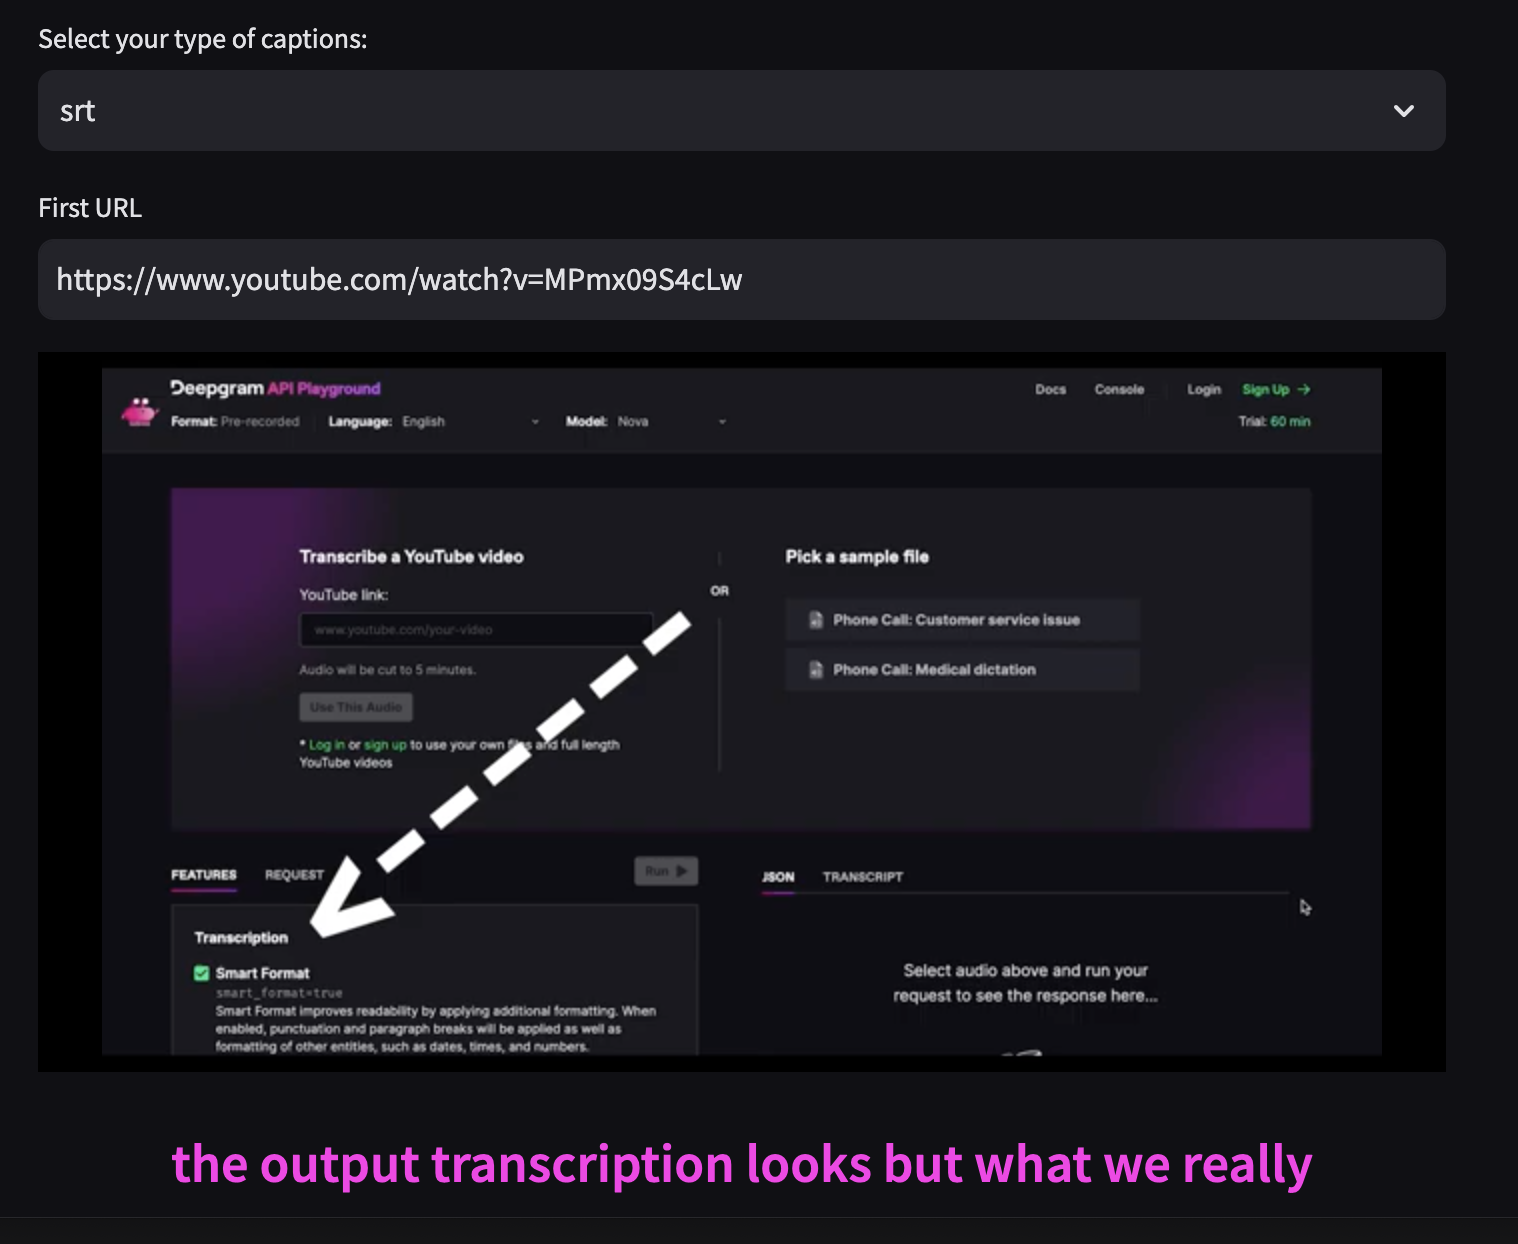 Select your type of captions:
srt
First URL
https://www.youtube.com/watch?v=MPmx09S4cLw
Deepgram API Playground
Docs Console Login Sign Up →
Format: Pre-recorded Language: English Model: Nova
Trial: 60 min
Transcribe a YouTube video
YouTube link:
www.youtube.com/your-video
Audio will be cut to 5 minutes.
Use This Audio
* Log in or sign up to use your own files and full length
YouTube videos
OR
Pick a sample file
Phone Call: Customer service issue
Phone Call: Medical dictation
FEATURES REQUEST Run
Transcription
Smart Format
smart_format=true
Smart Format improves readability by applying additional formatting. When
enabled, punctuation and paragraph breaks will be applied as well as
formatting of other entities, such as dates, times, and numbers.
JSON TRANSCRIPT
Select audio above and run your
request to see the response here...
the output transcription looks but what we really